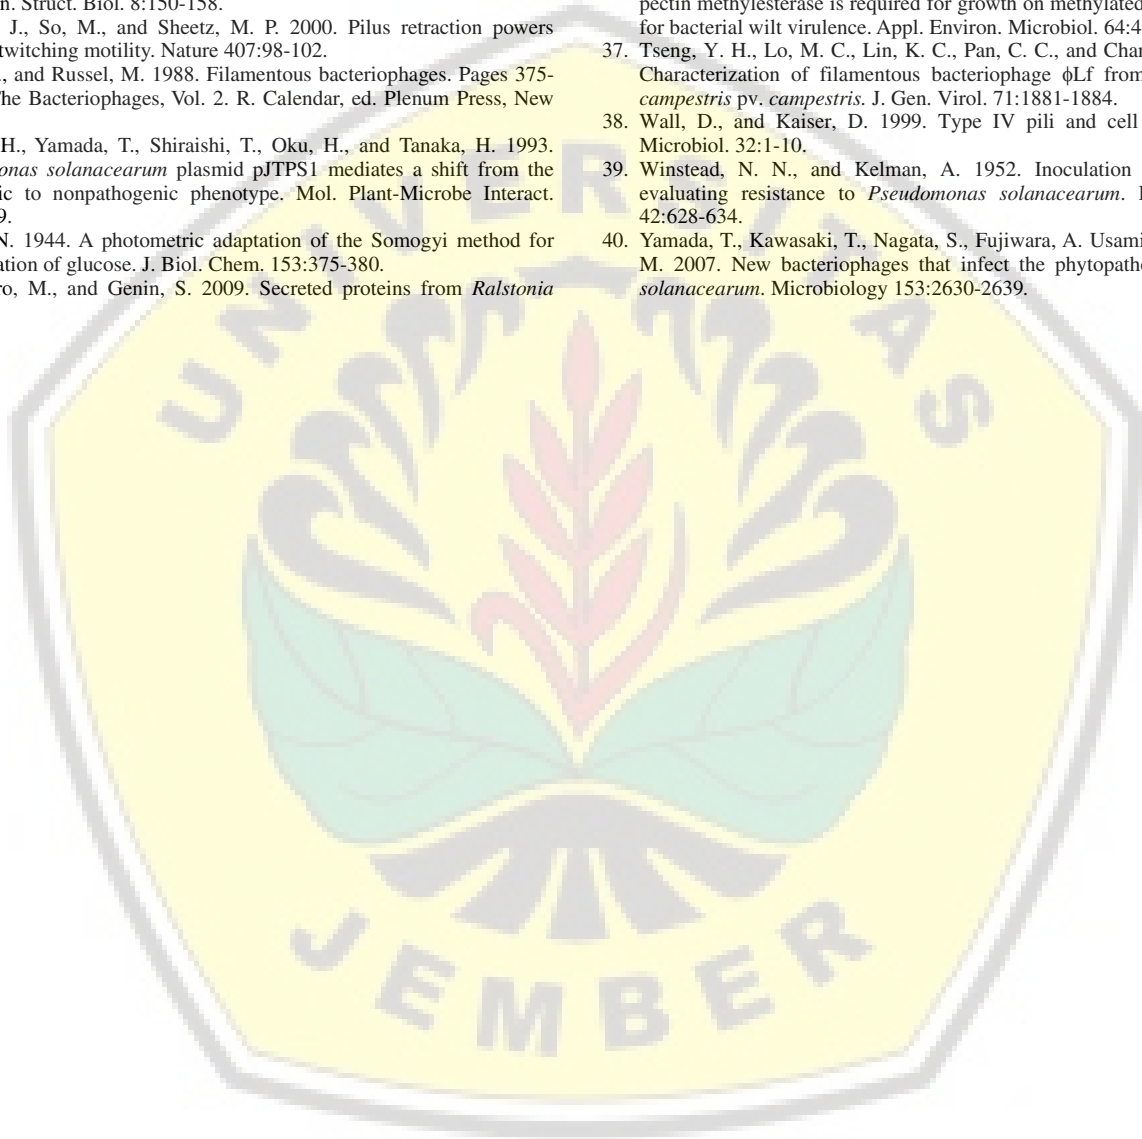 n. Struct. Biol. 8:150-158.
J., So, M., and Sheetz, M. P. 2000. Pilus retraction powers
twitching motility. Nature 407:98-102.
., and Russel, M. 1988. Filamentous bacteriophages. Pages 375-
The Bacteriophages, Vol. 2. R. Calendar, ed. Plenum Press, New
H., Yamada, T., Shiraishi, T., Oku, H., and Tanaka, H. 1993.
onas solanacearum plasmid pJTPS1 mediates a shift from the
ic to nonpathogenic phenotype. Mol. Plant-Microbe Interact.
9.
N. 1944. A photometric adaptation of the Somogyi method for
ation of glucose. J. Biol. Chem. 153:375-380.
ro, M., and Genin, S. 2009. Secreted proteins from Ralstonia
pectin methylesterase is required for growth on methylated
for bacterial wilt virulence. Appl. Environ. Microbiol. 64:4
37. Tseng, Y. H., Lo, M. C., Lin, K. C., Pan, C. C., and Chan
Characterization of filamentous bacteriophage ϕLf from
campestris pv. campestris. J. Gen. Virol. 71:1881-1884.
38. Wall, D., and Kaiser, D. 1999. Type IV pili and cell
Microbiol. 32:1-10.
39. Winstead, N. N., and Kelman, A. 1952. Inoculation
evaluating resistance to Pseudomonas solanacearum.
42:628-634.
40. Yamada, T., Kawasaki, T., Nagata, S., Fujiwara, A. Usami
M. 2007. New bacteriophages that infect the phytopatho
solanacearum. Microbiology 153:2630-2639.
UNIVERSITAS
JEMBER